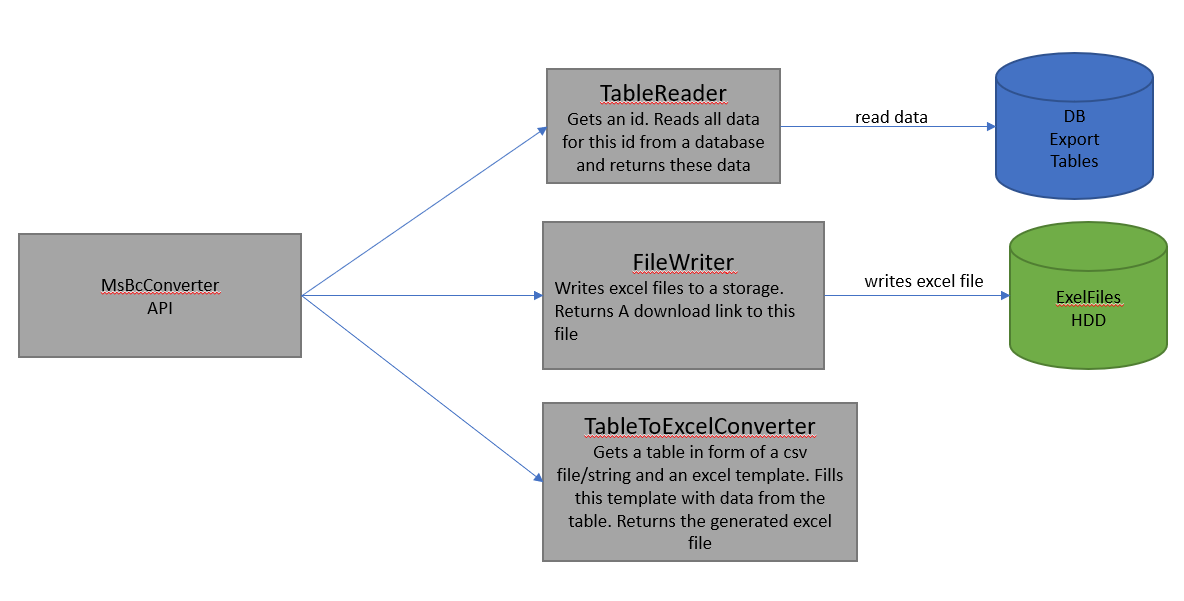 TableReader
Gets an id. Reads all data
for this id from a database
and returns these data
read data
DB
Export
Tables
MsBcConverter
API
FileWriter
Writes excel files to a storage.
Returns A download link to this
file
writes excel file
ExelFiles
HDD
TableToExcelConverter
Gets a table in form of a csv
file/string and an excel template. Fills
this template with data from the
table. Returns the generated excel
file